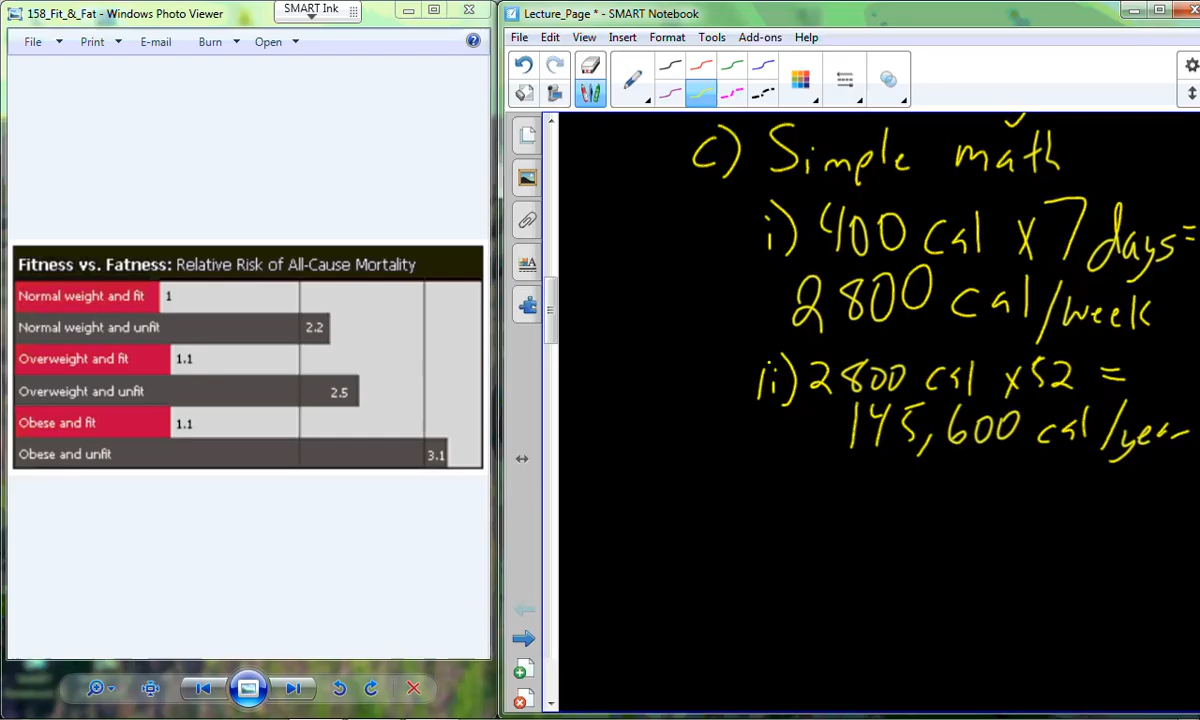 158_Fit_&_Fat - Windows Photo Viewer
SMART Ink
File Print E-mail Burn Open
Fitness vs. Fatness: Relative Risk of All-Cause Mortality
Normal weight and fit 1
Normal weight and unfit 2.2
Overweight and fit 1.1
Overweight and unfit 2.5
Obese and fit 1.1
Obese and unfit 3.1
Lecture_Page * - SMART Notebook
File Edit View Insert Format Tools Add-ons Help
c) Simple math
i) 400 cal x 7 days =
2800 cal/week
ii) 2800 cal x 52 =
145,600 cal/year